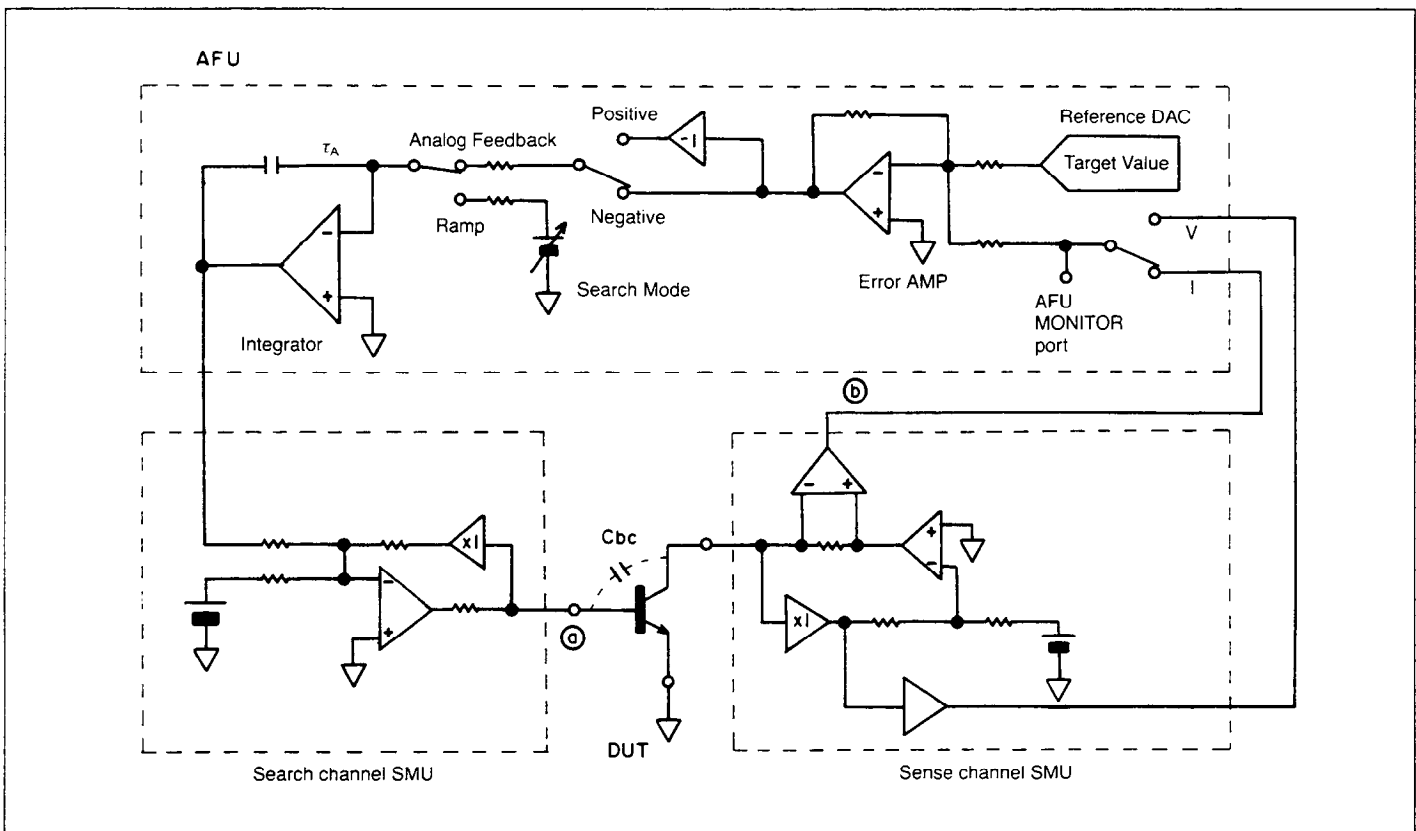 AFU
Positive
Reference DAC
Analog Feedback
τA
-1
Target Value
Ramp
Negative
V
Search Mode
Error AMP
I
Integrator
AFU
MONITOR
port
b
Cbc
x1
a
x1
DUT
Search channel SMU
Sense channel SMU